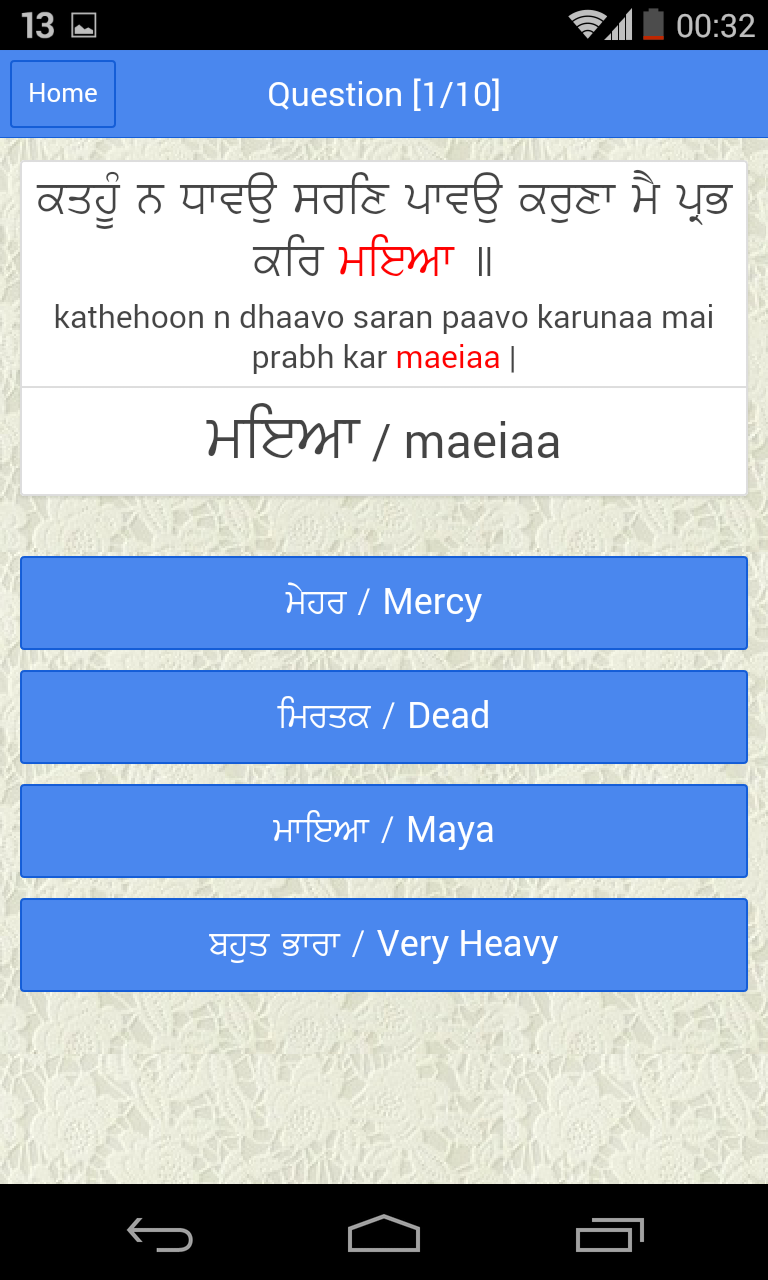 13 00:32
Home Question [1/10]
ਕਤਹੂੰ ਨ ਧਾਵਉ ਸਰਣਿ ਪਾਵਉ ਕਰੁਣਾ ਮੈ ਪ੍ਰਭ
ਕਰਿ ਮਇਆ ॥
kathehoon n dhaavo saran paavo karunaa mai
prabh kar maeiaa |
ਮਇਆ / maeiaa
ਮੇਹਰ / Mercy
ਮਿਰਤਕ / Dead
ਮਾਇਆ / Maya
ਬਹੁਤ ਭਾਰਾ / Very Heavy